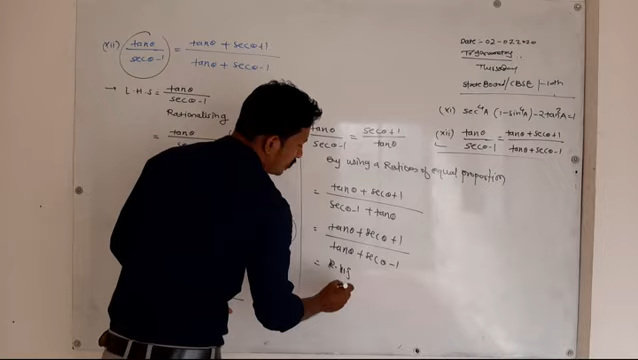 (xii) tanθ / secθ-1 = tanθ + secθ+1 / tanθ + secθ-1
→ L.H.S = tanθ / secθ-1
Rationalising
= tanθ
tanθ / secθ-1 = secθ+1 / tanθ
By using a Ratioes of equal proportion
= tanθ + secθ+1 / secθ-1 + tanθ
= tanθ + secθ+1 / tanθ + secθ-1
= R.H.S
Date - 02-07-2020
Trigonometry
Thursday
State Board/CBSE/-10th
(xi) sec⁴A (1-sin⁴A) -2tan²A=1
(xii) tanθ / secθ-1 = tanθ + secθ+1 / tanθ + secθ-1